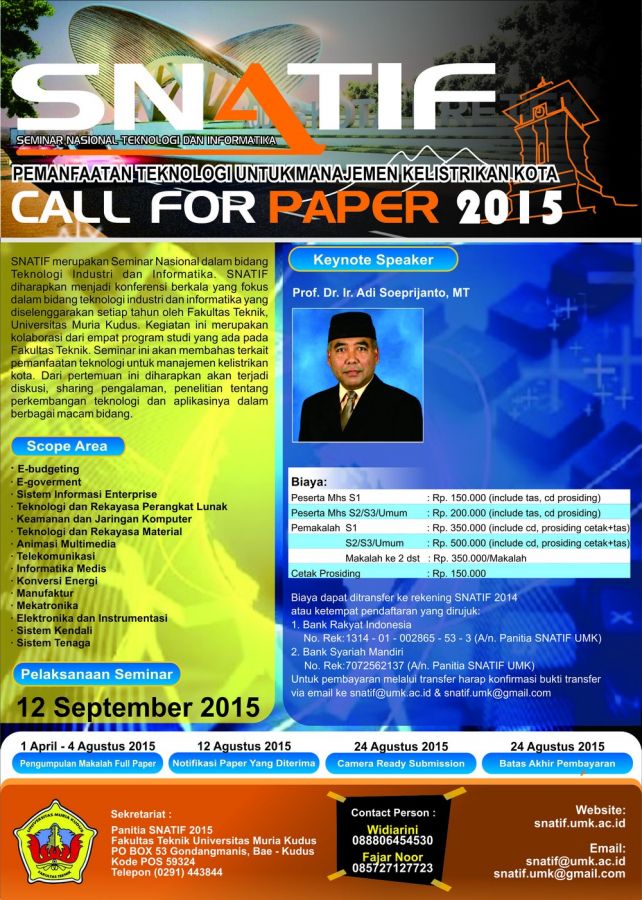 SNATIF
SEMINAR NASIONAL TEKNOLOGI DAN INFORMATIKA
PEMANFAATAN TEKNOLOGI UNTUK MANAJEMEN KELISTRIKAN KOTA
CALL FOR PAPER 2015
SNATIF merupakan Seminar Nasional dalam bidang
Teknologi Industri dan Informatika. SNATIF
diharapkan menjadi konferensi berkala yang fokus
dalam bidang teknologi industri dan informatika yang
diselenggarakan setiap tahun oleh Fakultas Teknik,
Universitas Muria Kudus. Kegiatan ini merupakan
kolaborasi dari empat program studi yang ada pada
Fakultas Teknik. Seminar ini akan membahas terkait
pemanfaatan teknologi untuk manajemen kelistrikan
kota. Dari pertemuan ini diharapkan akan terjadi
diskusi, sharing pengalaman, penelitian tentang
perkembangan teknologi dan aplikasinya dalam
berbagai macam bidang.
Scope Area
· E-budgeting
· E-goverment
· Sistem Informasi Enterprise
· Teknologi dan Rekayasa Perangkat Lunak
· Keamanan dan Jaringan Komputer
· Teknologi dan Rekayasa Material
· Animasi Multimedia
· Telekomunikasi
· Informatika Medis
· Konversi Energi
· Manufaktur
· Mekatronika
· Elektronika dan Instrumentasi
· Sistem Kendali
· Sistem Tenaga
Pelaksanaan Seminar
12 September 2015
Keynote Speaker
Prof. Dr. Ir. Adi Soeprijanto, MT
Biaya:
Peserta Mhs S1 : Rp. 150.000 (include tas, cd prosiding)
Peserta Mhs S2/S3/Umum : Rp. 200.000 (include tas, cd prosiding)
Pemakalah S1 : Rp. 350.000 (include cd, prosiding cetak+tas)
S2/S3/Umum : Rp. 500.000 (include cd, prosiding cetak+tas)
Makalah ke 2 dst : Rp. 350.000/Makalah
Cetak Prosiding : Rp. 150.000
Biaya dapat ditransfer ke rekening SNATIF 2014
atau ketempat pendaftaran yang dirujuk:
1. Bank Rakyat Indonesia
No. Rek:1314 - 01 - 002865 - 53 - 3 (A/n. Panitia SNATIF UMK)
2. Bank Syariah Mandiri
No. Rek:7072562137 (A/n. Panitia SNATIF UMK)
Untuk pembayaran melalui transfer harap konfirmasi bukti transfer
via email ke snatif@umk.ac.id & snatif.umk@gmail.com
1 April - 4 Agustus 2015
Pengumpulan Makalah Full Paper
12 Agustus 2015
Notifikasi Paper Yang Diterima
24 Agustus 2015
Camera Ready Submission
24 Agustus 2015
Batas Akhir Pembayaran
UNIVERSITAS MURIA KUDUS
FAKULTAS TEKNIK
Sekretariat :
Panitia SNATIF 2015
Fakultas Teknik Universitas Muria Kudus
PO BOX 53 Gondangmanis, Bae - Kudus
Kode POS 59324
Telepon (0291) 443844
Contact Person :
Widiarini
088806454530
Fajar Noor
085727127723
Website:
snatif.umk.ac.id
Email:
snatif@umk.ac.id
snatif.umk@gmail.com